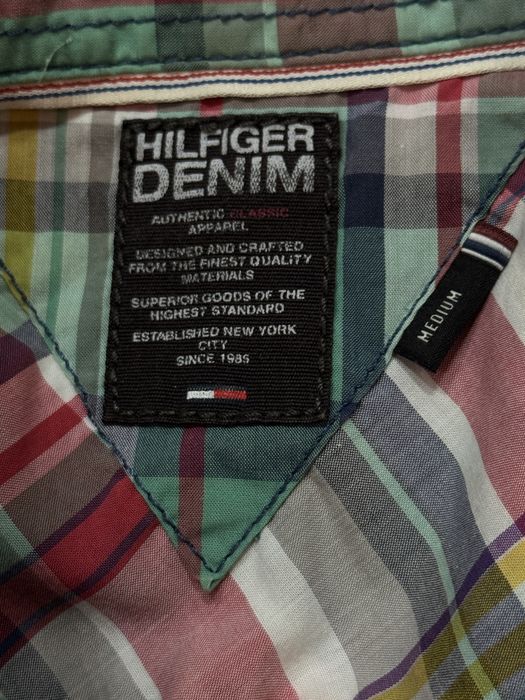 HILFIGER
DENIM
AUTHENTIC CLASSIC
APPAREL
DESIGNED AND CRAFTED
FROM THE FINEST QUALITY
MATERIALS
SUPERIOR GOODS OF THE
HIGHEST STANDARD
ESTABLISHED NEW YORK
CITY
SINCE 1985
MEDIUM